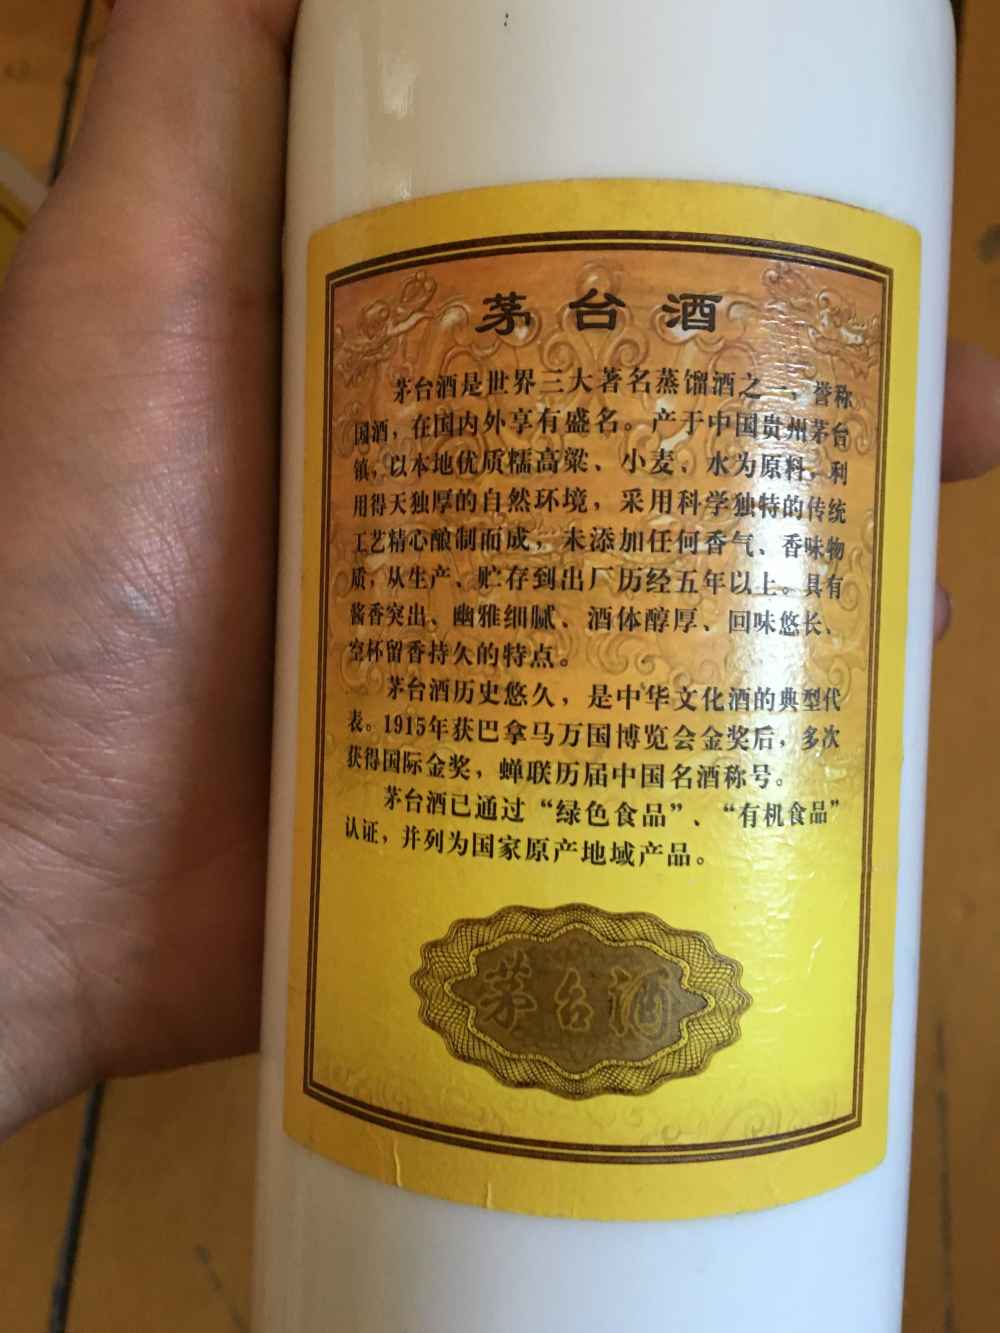 茅台酒
茅台酒是世界三大著名蒸馏酒之一，誉称
国酒，在国内外享有盛名。产于中国贵州茅台
镇，以本地优质糯高粱、小麦、水为原料，利
用得天独厚的自然环境，采用科学独特的传统
工艺精心酿制而成，未添加任何香气、香味物
质，从生产、贮存到出厂历经五年以上。具有
酱香突出、幽雅细腻、酒体醇厚、回味悠长、
空杯留香持久的特点。
茅台酒历史悠久，是中华文化酒的典型代
表。1915年获巴拿马万国博览会金奖后，多次
获得国际金奖，蝉联历届中国名酒称号。
茅台酒已通过“绿色食品”、“有机食品”
认证，并列为国家原产地域产品。
茅台酒